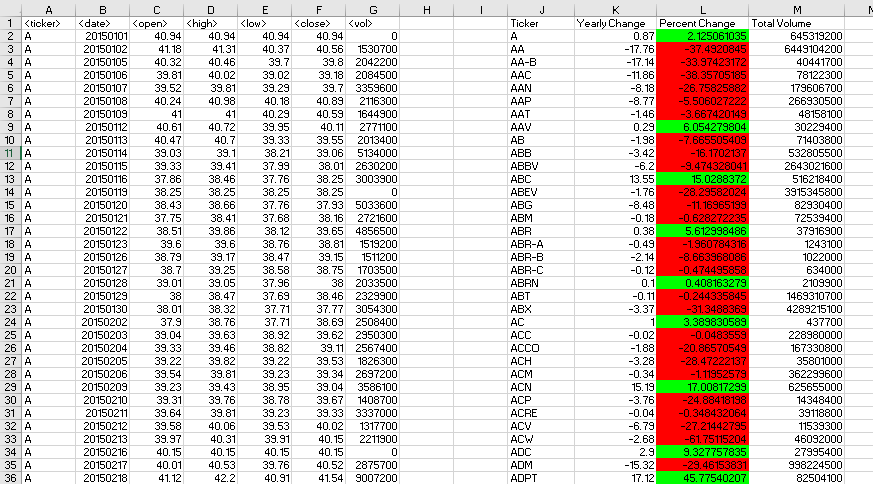 A B C D E F G H I J K L M
1 <ticker> <date> <open> <high> <low> <close> <vol> Ticker Yearly Change Percent Change Total Volume
2 A 20150101 40.94 40.94 40.94 40.94 0 A 0.87 2.125061035 645319200
3 A 20150102 41.18 41.31 40.37 40.56 1530700 AA -17.76 -37.4920845 6449104200
4 A 20150105 40.32 40.46 39.7 39.8 2042200 AA-B -17.14 -33.97423172 40441700
5 A 20150106 39.81 40.02 39.02 39.18 2084500 AAC -11.86 -38.35705185 78122300
6 A 20150107 39.52 39.81 39.29 39.7 3359600 AAN -8.18 -26.75825882 179606700
7 A 20150108 40.24 40.98 40.18 40.89 2116300 AAP -8.77 -5.506027222 266930500
8 A 20150109 41 41 40.29 40.59 1644900 AAT -1.46 -3.667420149 48158100
9 A 20150112 40.61 40.72 39.95 40.11 2771100 AAV 0.29 6.054279804 30229400
10 A 20150113 40.47 40.7 39.33 39.55 2013400 AB -1.98 71403800
11 A 20150114 39.03 39.1 38.21 39.06 5134000 ABB -3.42 -16.1702137 532805500
12 A 20150115 39.33 39.41 37.99 38.01 2630200 ABBV -6.2 -9.474328041 2643021600
13 A 20150116 37.86 38.46 37.76 38.25 3003900 ABC 13.55 15.0288372 516218400
14 A 20150119 38.25 38.25 38.25 38.25 0 ABEV -1.76 -28.29582024 3915345800
15 A 20150120 38.43 38.66 37.76 37.93 5033600 ABG -8.48 -11.16985199 82930400
16 A 20150121 37.75 38.41 37.68 38.16 2721600 ABM -0.18 -0.628272235 72539400
17 A 20150122 38.51 39.86 38.12 39.65 4856500 ABR 0.38 5.612998486 37916900
18 A 20150123 39.6 39.6 38.76 38.81 1519200 ABR-A -0.49 -1.960784316 1243100
19 A 20150126 38.79 39.17 38.47 39.15 1511200 ABR-B -2.14 -8.663968086 1022000
20 A 20150127 38.7 39.25 38.58 38.75 1703500 ABR-C -0.12 -0.474495858 634000
21 A 20150128 39.01 39.05 37.96 38 2033500 ABRN 0.1 0.408163279 2109900
22 A 20150129 38 38.47 37.69 38.46 2329900 ABT -0.11 -0.244335845 1469310700
23 A 20150130 38.01 38.32 37.71 37.77 3054300 ABX -3.37 -31.3488369 4289215100
24 A 20150202 37.9 38.76 37.71 38.69 2508400 AC 1 3.389830589 437700
25 A 20150203 39.04 39.63 38.92 39.62 2950300 ACC -0.02 -0.0483559 228980000
26 A 20150204 39.33 39.46 38.82 39.11 2567400 ACCO -1.88 -20.86570549 167330800
27 A 20150205 39.22 39.82 39.22 39.53 1826300 ACH -3.28 -28.47222137 35801000
28 A 20150206 39.54 39.81 39.23 39.34 2697200 ACM -0.34 -1.11952579 362299600
29 A 20150209 39.23 39.43 38.95 39.04 3586100 ACN 15.19 17.00817299 625655000
30 A 20150210 39.31 39.76 38.78 39.67 1408700 ACP -3.76 14348400
31 A 20150211 39.64 39.81 39.23 39.33 3337000 ACRE -0.04 -0.348432064 39118800
32 A 20150212 39.58 40.06 39.53 40.02 1317700 ACV -6.79 -27.21442795 11539300
33 A 20150213 39.97 40.31 39.91 40.15 2211900 ACW -2.68 -61.75115204 46092000
34 A 20150216 40.15 40.15 40.15 40.15 0 ADC 2.9 9.327757835 27995400
35 A 20150217 40.01 40.53 39.76 40.52 2875700 ADM -15.32 -29.46153831 998224500
36 A 20150218 41.12 42.2 40.91 41.54 9007200 ADPT 17.12 45.77540207 82504100